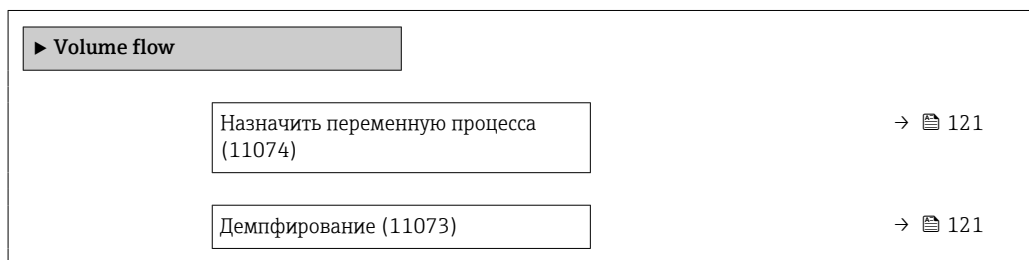 ► Volume flow
Назначить переменную процесса → 121
(11074)
Демпфирование (11073) → 121